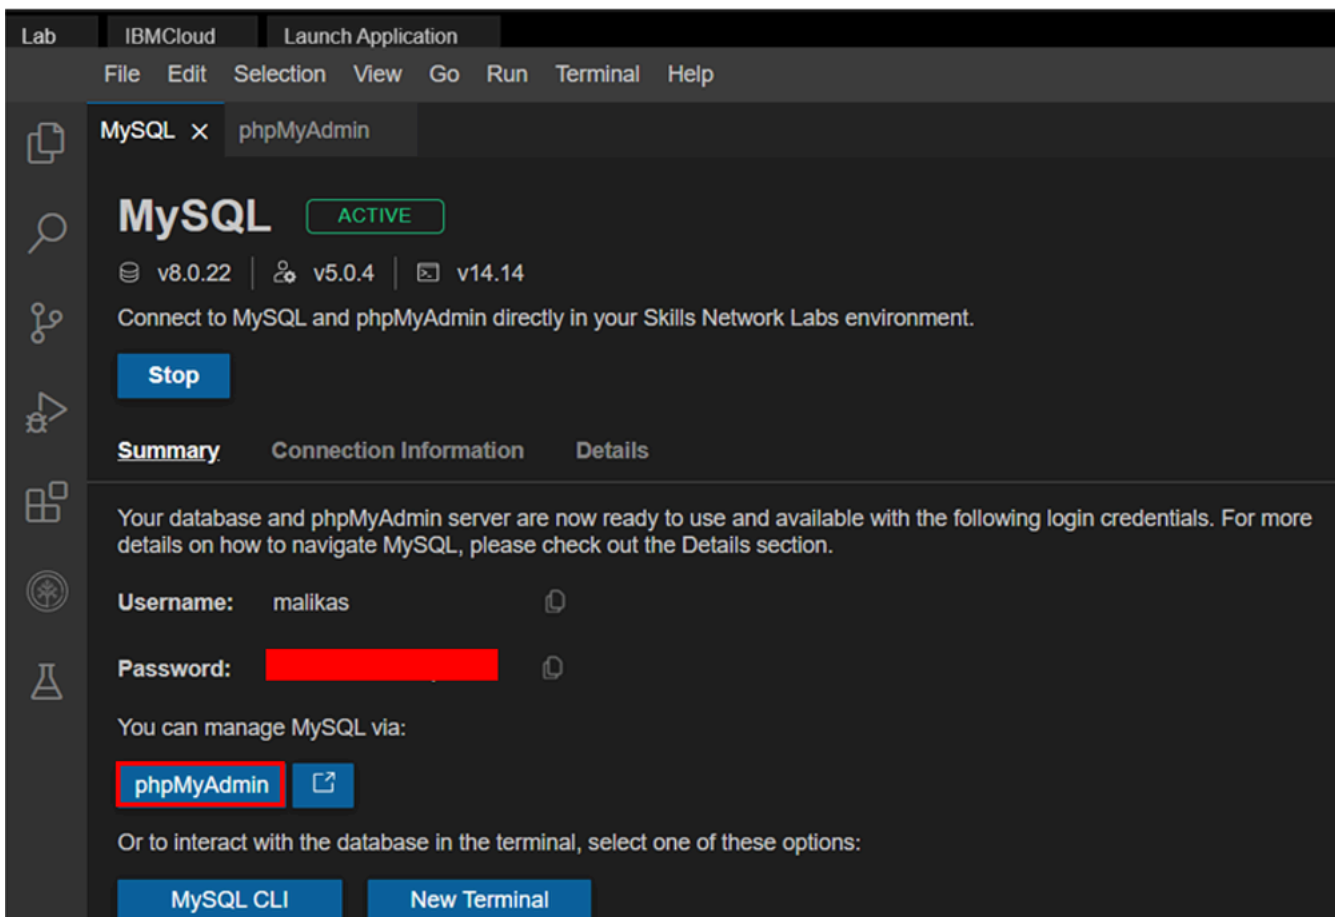 Lab IBMCloud Launch Application
File Edit Selection View Go Run Terminal Help
MySQL phpMyAdmin
MySQL ACTIVE
v8.0.22 v5.0.4 v14.14
Connect to MySQL and phpMyAdmin directly in your Skills Network Labs environment.
Stop
Summary Connection Information Details
Your database and phpMyAdmin server are now ready to use and available with the following login credentials. For more
details on how to navigate MySQL, please check out the Details section.
Username: malikas
Password:
You can manage MySQL via:
phpMyAdmin
Or to interact with the database in the terminal, select one of these options:
MySQL CLI New Terminal